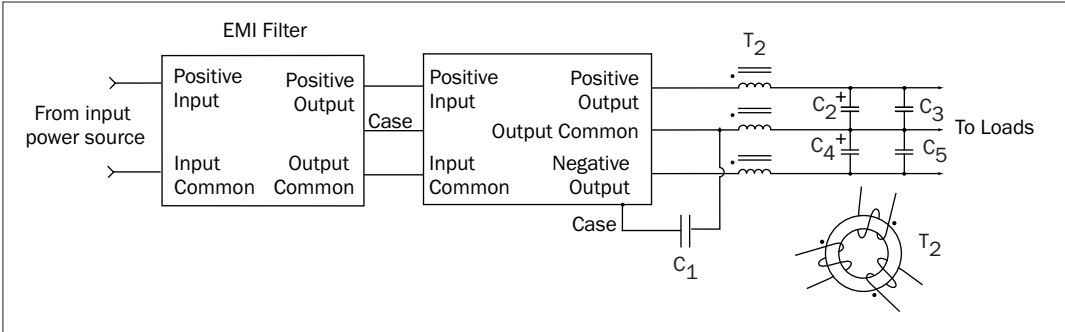 EMI Filter
From input
power source
Positive
Input
Input
Common
Positive
Output
Output
Common
Case
Positive
Input
Input
Common
Positive
Output
Output Common
Negative
Output
Case
C1
T2
C2
+
C3
C4
+
C5
To Loads
T2